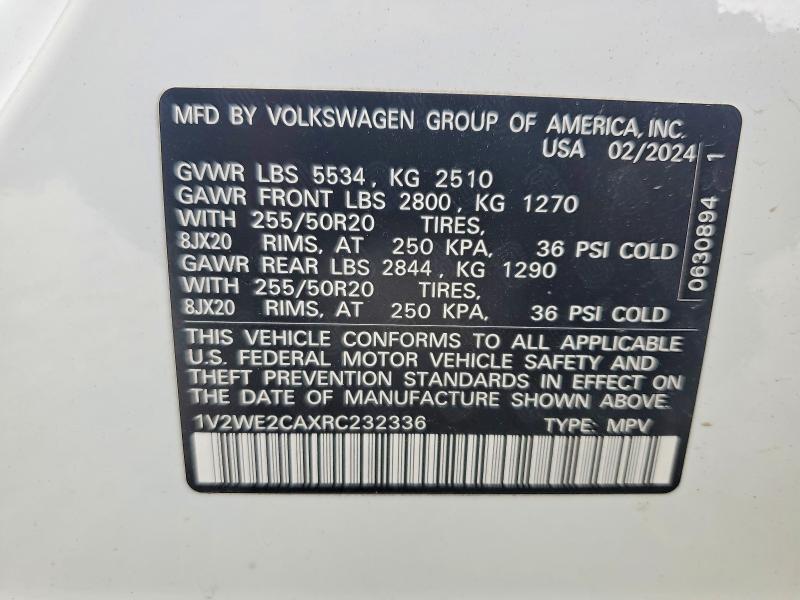 MFD BY VOLKSWAGEN GROUP OF AMERICA, INC.
USA 02/2024
GVWR LBS 5534, KG 2510
GAWR FRONT LBS 2800, KG 1270
WITH 255/50R20 TIRES,
8JX20 RIMS, AT 250 KPA, 36 PSI COLD
GAWR REAR LBS 2844, KG 1290
WITH 255/50R20 TIRES,
8JX20 RIMS, AT 250 KPA, 36 PSI COLD
THIS VEHICLE CONFORMS TO ALL APPLICABLE
U.S. FEDERAL MOTOR VEHICLE SAFETY AND
THEFT PREVENTION STANDARDS IN EFFECT ON
THE DATE OF MANUFACTURE SHOWN ABOVE.
1V2WE2CAXRC232336 TYPE: MPV
0630894 1